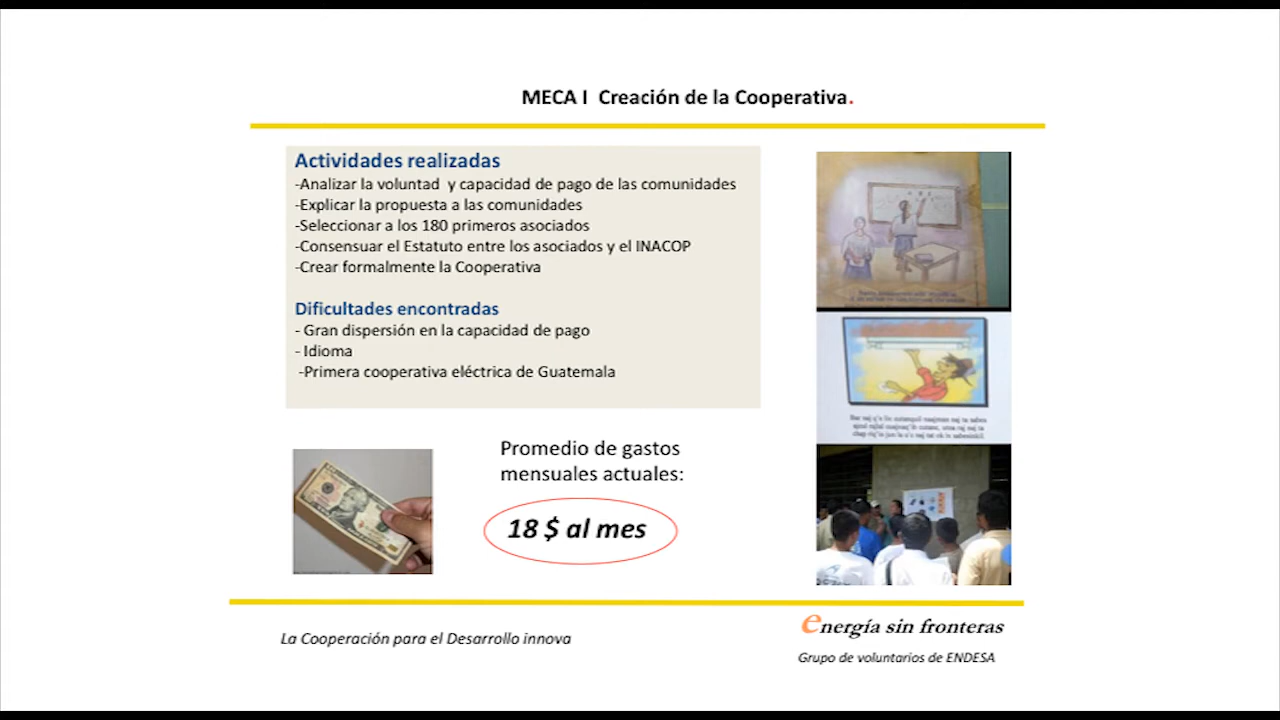 MECA I  Creación de la Cooperativa.
Actividades realizadas
-Analizar la voluntad  y capacidad de pago de las comunidades
-Explicar la propuesta a las comunidades
-Seleccionar a los 180 primeros asociados
-Consensuar el Estatuto entre los asociados y el INACOP
-Crear formalmente la Cooperativa
Dificultades encontradas
- Gran dispersión en la capacidad de pago
- Idioma
-Primera cooperativa eléctrica de Guatemala
Promedio de gastos
mensuales actuales:
18 $ al mes
La Cooperación para el Desarrollo innova
energía sin fronteras
Grupo de voluntarios de ENDESA